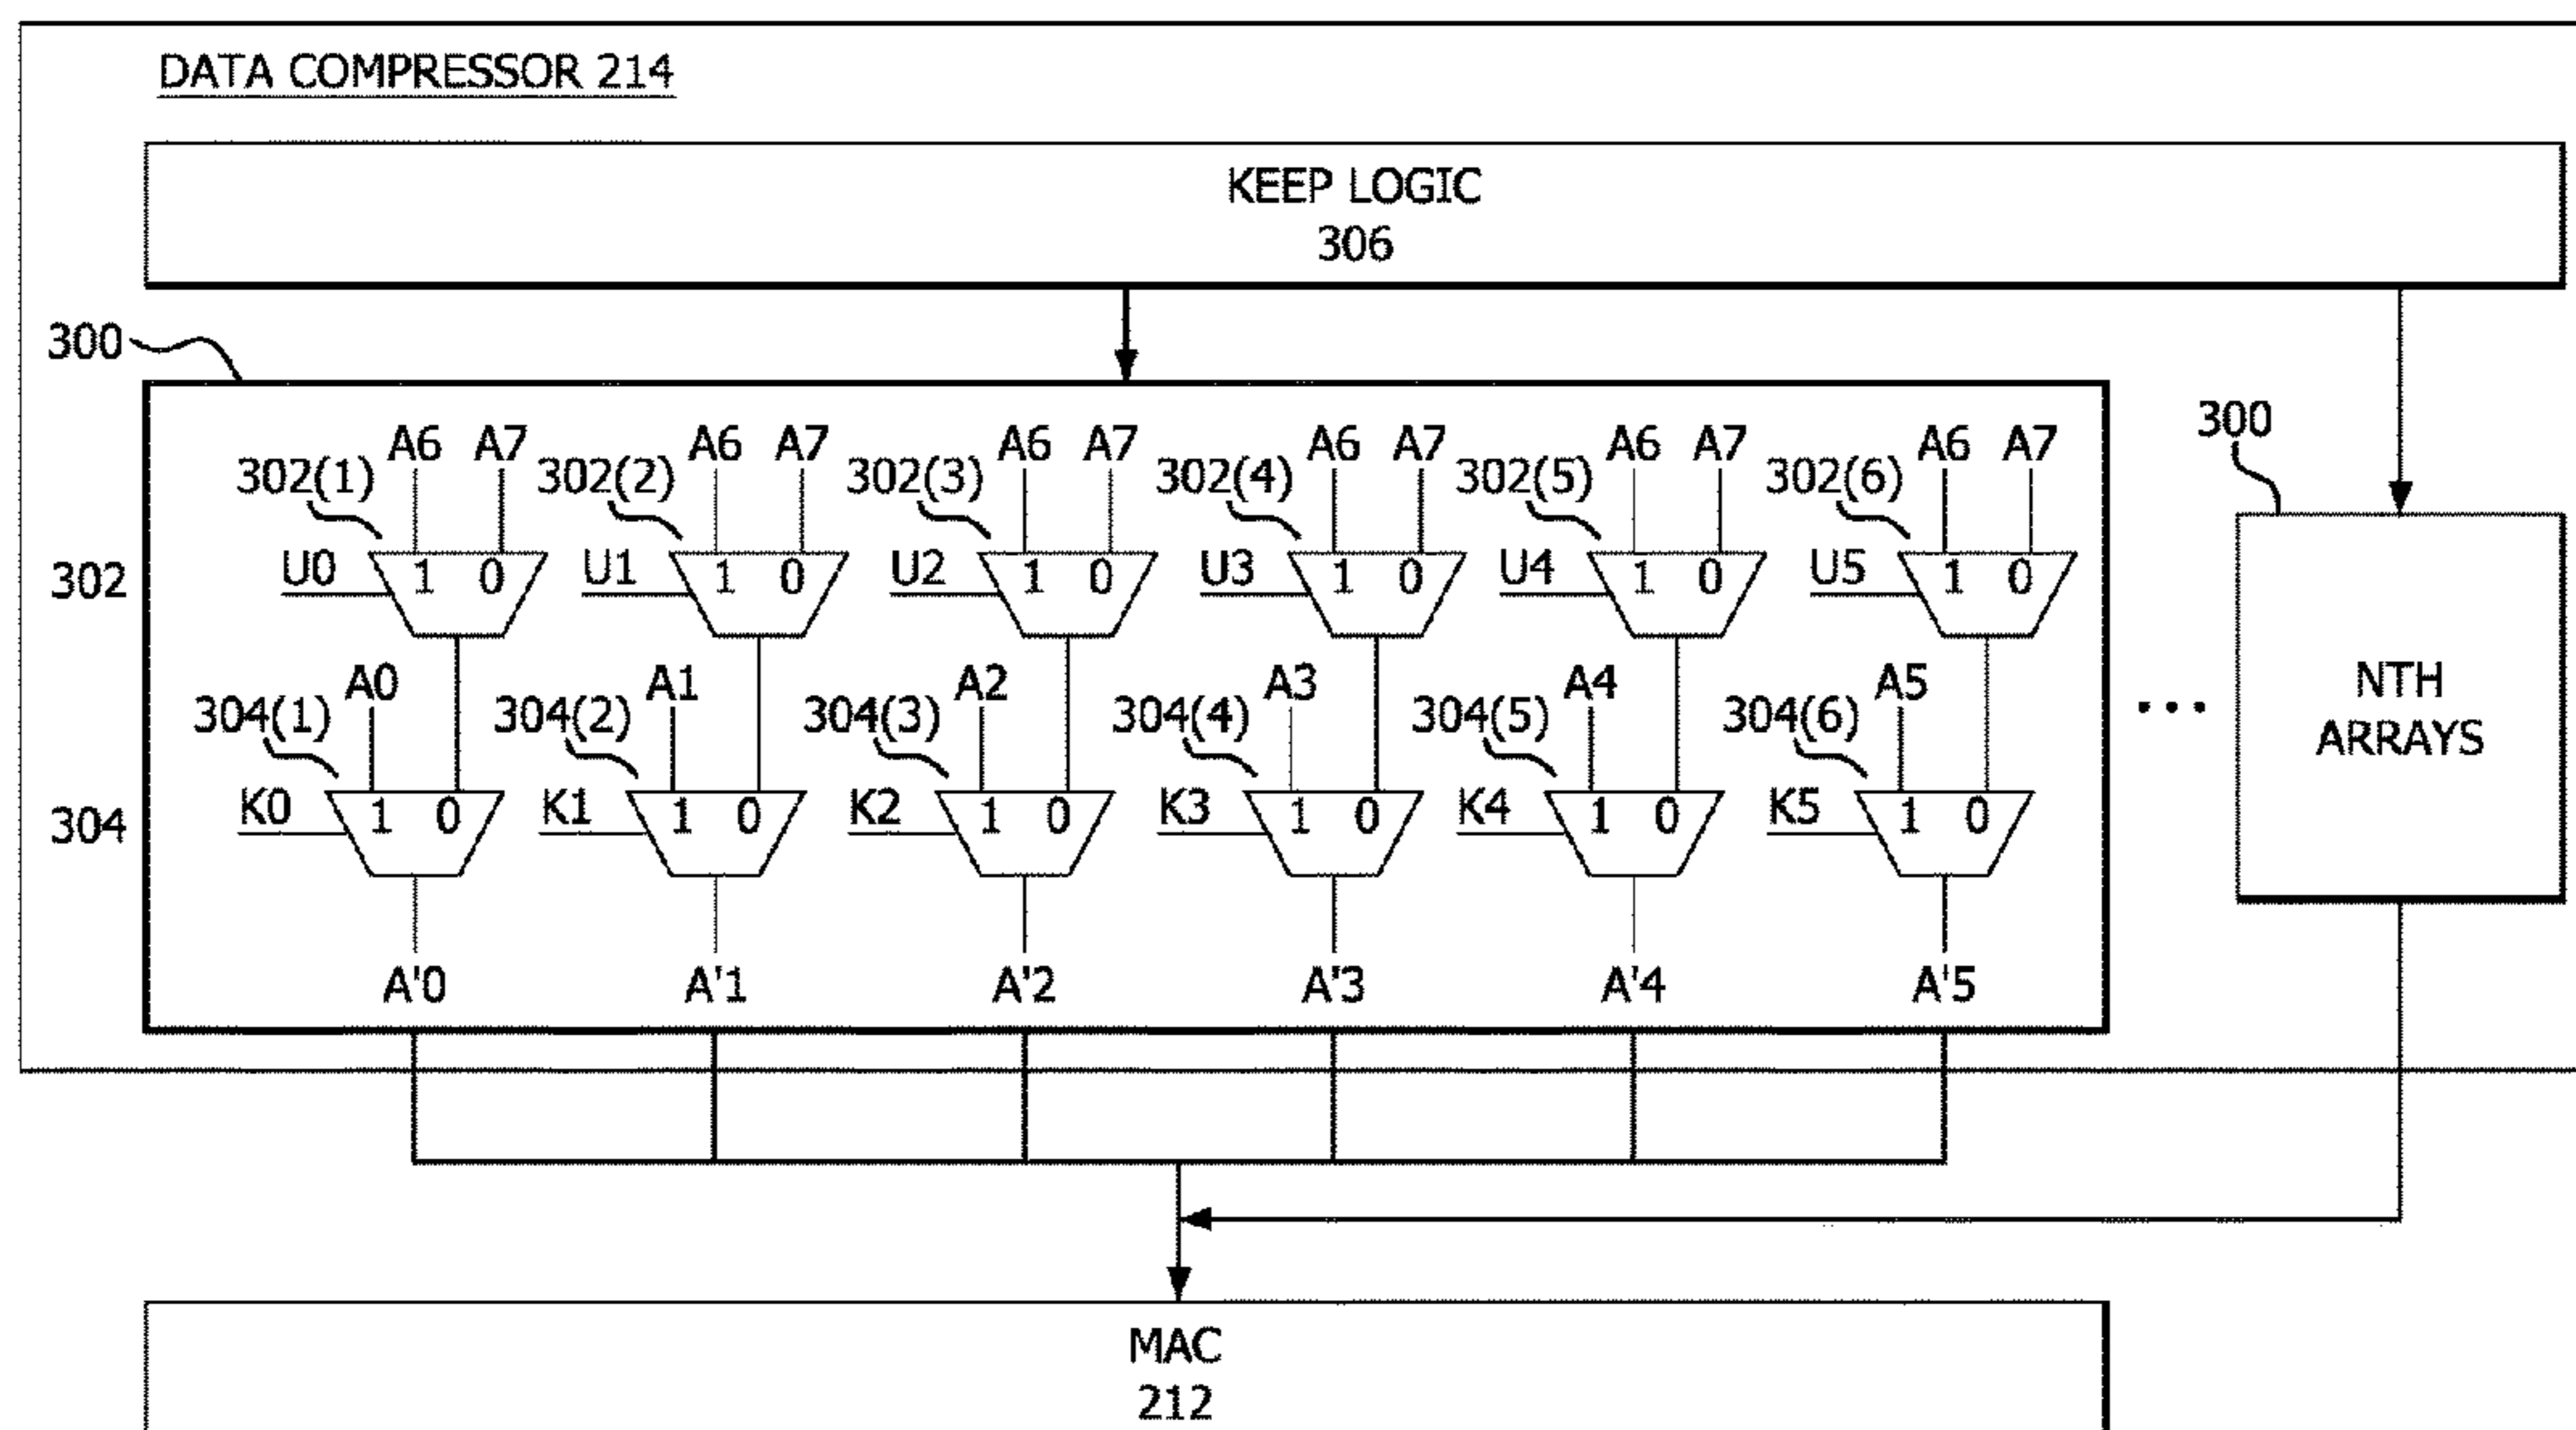 DATA COMPRESSOR 214
KEEP LOGIC
306
300
A6 A7 A6 A7 A6 A7 A6 A7 A6 A7 A6 A7
300
302(1) 302(2) 302(3) 302(4) 302(5) 302(6)
302
U0 1 0 U1 1 0 U2 1 0 U3 1 0 U4 1 0 U5 1 0
A0 A1 A2 A3 A4 A5
304(1) 304(2) 304(3) 304(4) 304(5) 304(6)
NTH
ARRAYS
...
304
K0 1 0 K1 1 0 K2 1 0 K3 1 0 K4 1 0 K5 1 0
A'0 A'1 A'2 A'3 A'4 A'5
MAC
212